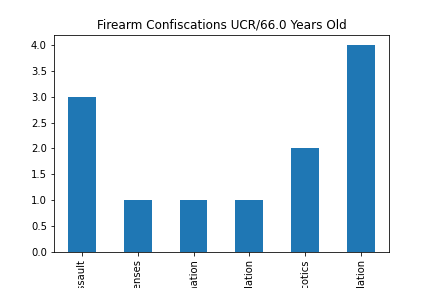 Firearm Confiscations UCR/66.0 Years Old
4.0
3.5
3.0
2.5
2.0
1.5
1.0
0.5
0.0
ssault
enses
nation
lation
cotics
lation